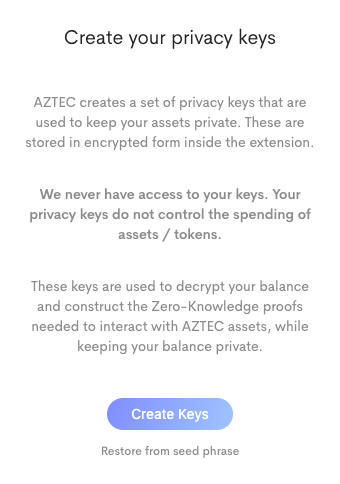 Create your privacy keys
AZTEC creates a set of privacy keys that are
used to keep your assets private. These are
stored in encrypted form inside the extension.
We never have access to your keys. Your
privacy keys do not control the spending of
assets / tokens.
These keys are used to decrypt your balance
and construct the Zero-Knowledge proofs
needed to interact with AZTEC assets, while
keeping your balance private.
Create Keys
Restore from seed phrase